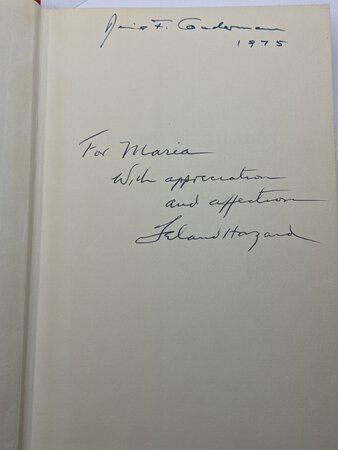 F.
1975
For Maria
With appreciation
and affection
Leland Hazard